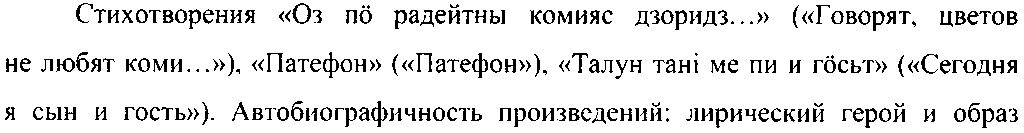 Стихотворения «Оз пӧ радейтны комияс дзоридз...» («Говорят, цветов
не любят коми...»), «Патефон» («Патефон»), «Талун тані ме пи и гӧсьт» («Сегодня
я сын и гость»). Автобиографичность произведений: лирический герой и образ